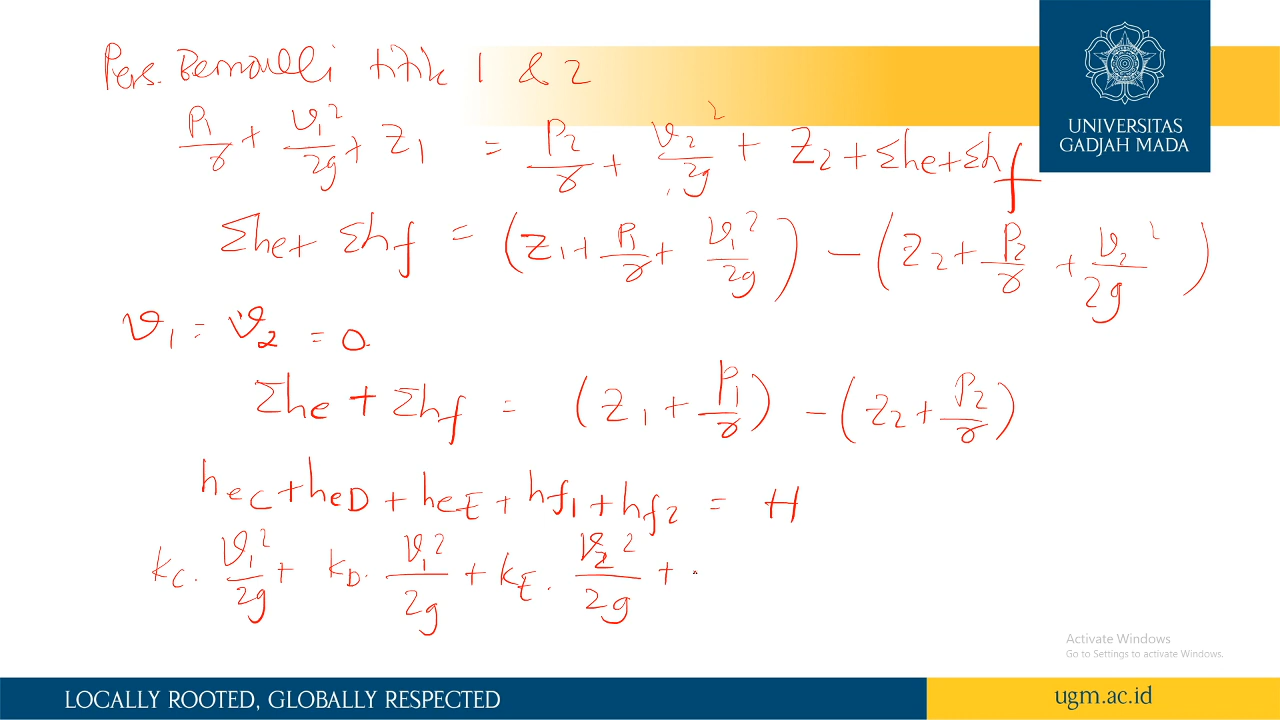 Pers. Bernoulli titik 1 & 2
P1/γ + v1²/2g + Z1 = P2/γ + v2²/2g + Z2 + Σhe + Σhf
Σhe + Σhf = (Z1 + P1/γ + v1²/2g) - (Z2 + P2/γ + v2²/2g)
v1 = v2 = 0
Σhe + Σhf = (Z1 + P1/γ) - (Z2 + P2/γ)
heC + heD + heE + hf1 + hf2 = H
kC. v1²/2g + kD. v1²/2g + kE. v2²/2g +
UNIVERSITAS
GADJAH MADA
Activate Windows
Go to Settings to activate Windows.
LOCALLY ROOTED, GLOBALLY RESPECTED
ugm.ac.id